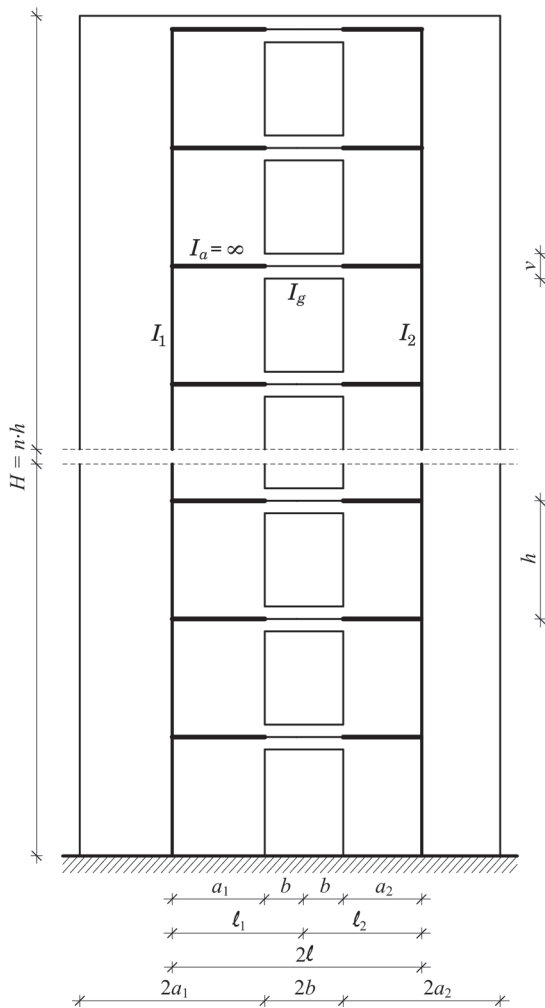 I_a = ∞
v
I_g
I_1
I_2
H = n·h
h
a_1 b b a_2
ℓ_1 ℓ_2
2ℓ
2a_1 2b 2a_2